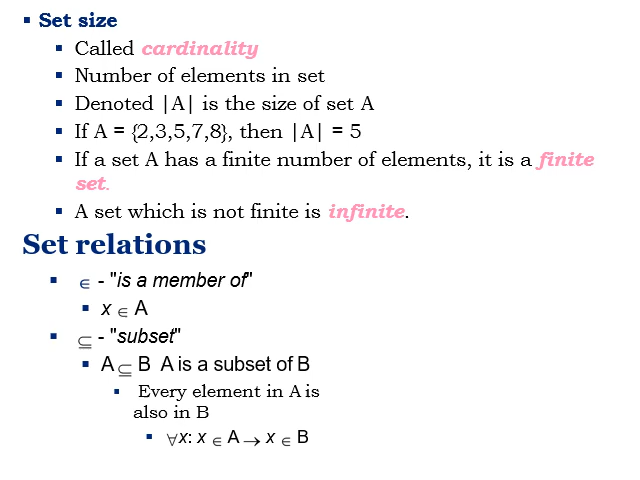 ▪ Set size
▪ Called cardinality
▪ Number of elements in set
▪ Denoted |A| is the size of set A
▪ If A = {2,3,5,7,8}, then |A| = 5
▪ If a set A has a finite number of elements, it is a finite
set.
▪ A set which is not finite is infinite.
Set relations
▪ ∈ - "is a member of"
▪ x ∈ A
▪ ⊆ - "subset"
▪ A ⊆ B A is a subset of B
▪ Every element in A is
also in B
▪ ∀x: x ∈ A → x ∈ B